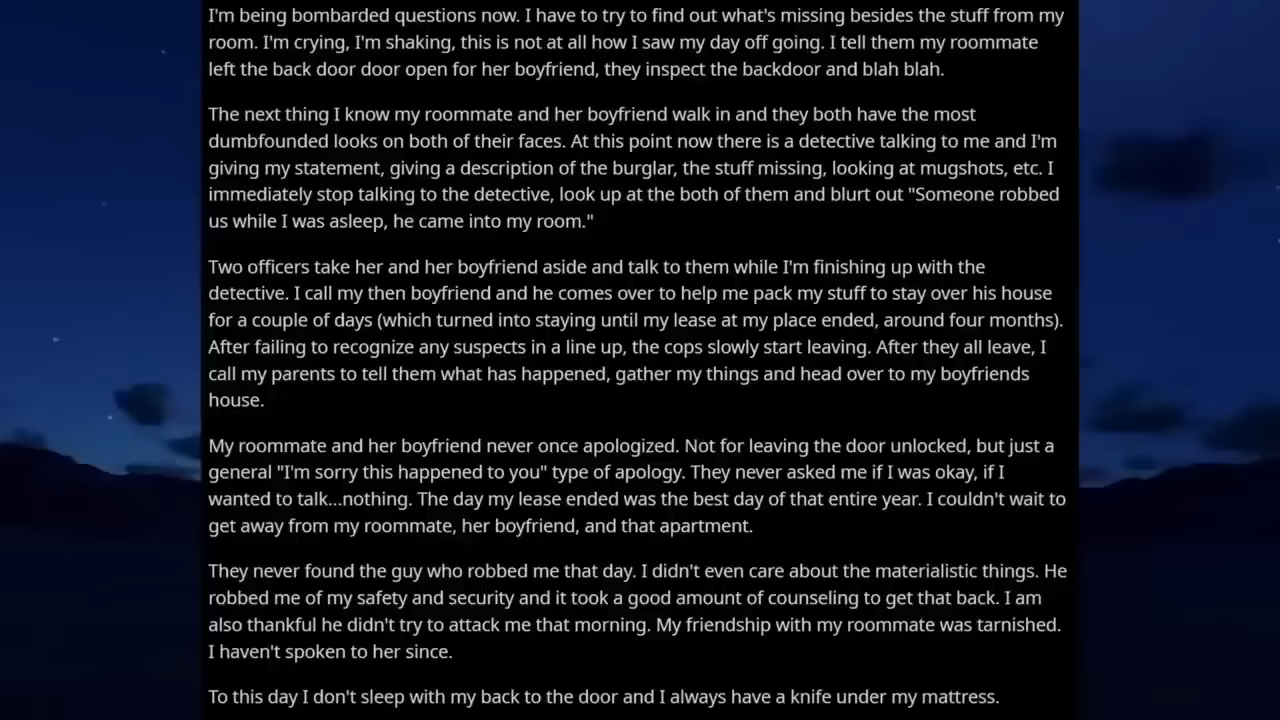 I'm being bombarded questions now. I have to try to find out what's missing besides the stuff from my
room. I'm crying, I'm shaking, this is not at all how I saw my day off going. I tell them my roommate
left the back door door open for her boyfriend, they inspect the backdoor and blah blah.
The next thing I know my roommate and her boyfriend walk in and they both have the most
dumbfounded looks on both of their faces. At this point now there is a detective talking to me and I'm
giving my statement, giving a description of the burglar, the stuff missing, looking at mugshots, etc. I
immediately stop talking to the detective, look up at the both of them and blurt out "Someone robbed
us while I was asleep, he came into my room."
Two officers take her and her boyfriend aside and talk to them while I'm finishing up with the
detective. I call my then boyfriend and he comes over to help me pack my stuff to stay over his house
for a couple of days (which turned into staying until my lease at my place ended, around four months).
After failing to recognize any suspects in a line up, the cops slowly start leaving. After they all leave, I
call my parents to tell them what has happened, gather my things and head over to my boyfriends
house.
My roommate and her boyfriend never once apologized. Not for leaving the door unlocked, but just a
general "I'm sorry this happened to you" type of apology. They never asked me if I was okay, if I
wanted to talk...nothing. The day my lease ended was the best day of that entire year. I couldn't wait to
get away from my roommate, her boyfriend, and that apartment.
They never found the guy who robbed me that day. I didn't even care about the materialistic things. He
robbed me of my safety and security and it took a good amount of counseling to get that back. I am
also thankful he didn't try to attack me that morning. My friendship with my roommate was tarnished.
I haven't spoken to her since.
To this day I don't sleep with my back to the door and I always have a knife under my mattress.